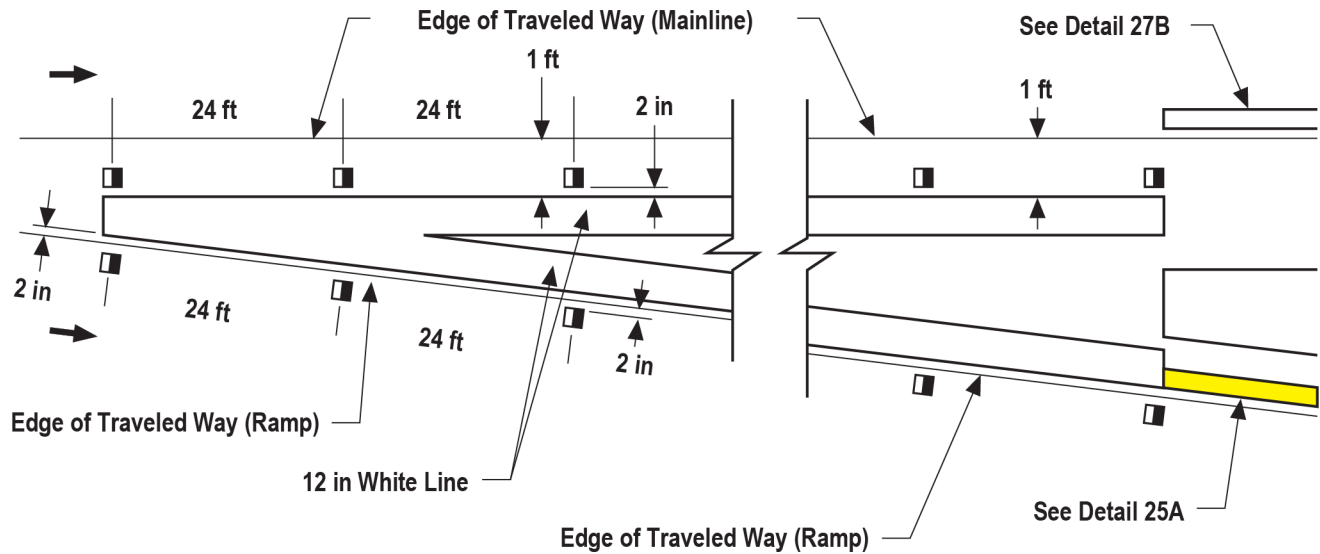 Edge of Traveled Way (Mainline)
See Detail 27B
1 ft
24 ft
24 ft
2 in
1 ft
2 in
24 ft
24 ft
2 in
Edge of Traveled Way (Ramp)
12 in White Line
See Detail 25A
Edge of Traveled Way (Ramp)